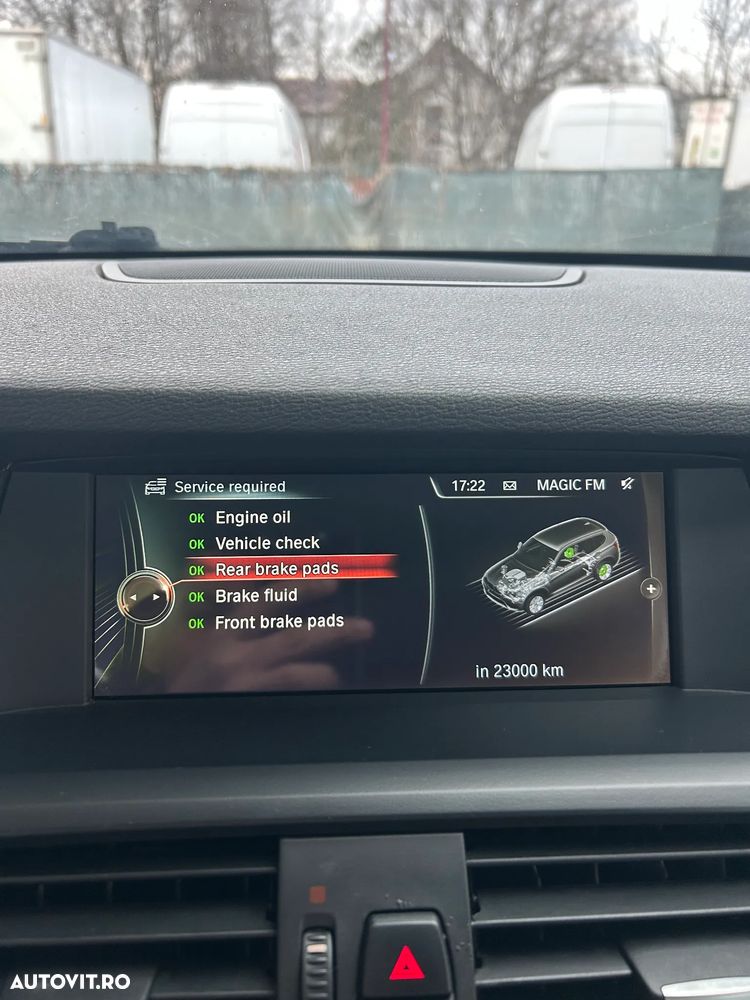 Service required
17:22 MAGIC FM
OK Engine oil
OK Vehicle check
OK Rear brake pads
OK Brake fluid
OK Front brake pads
in 23000 km
AUTOVIT.RO